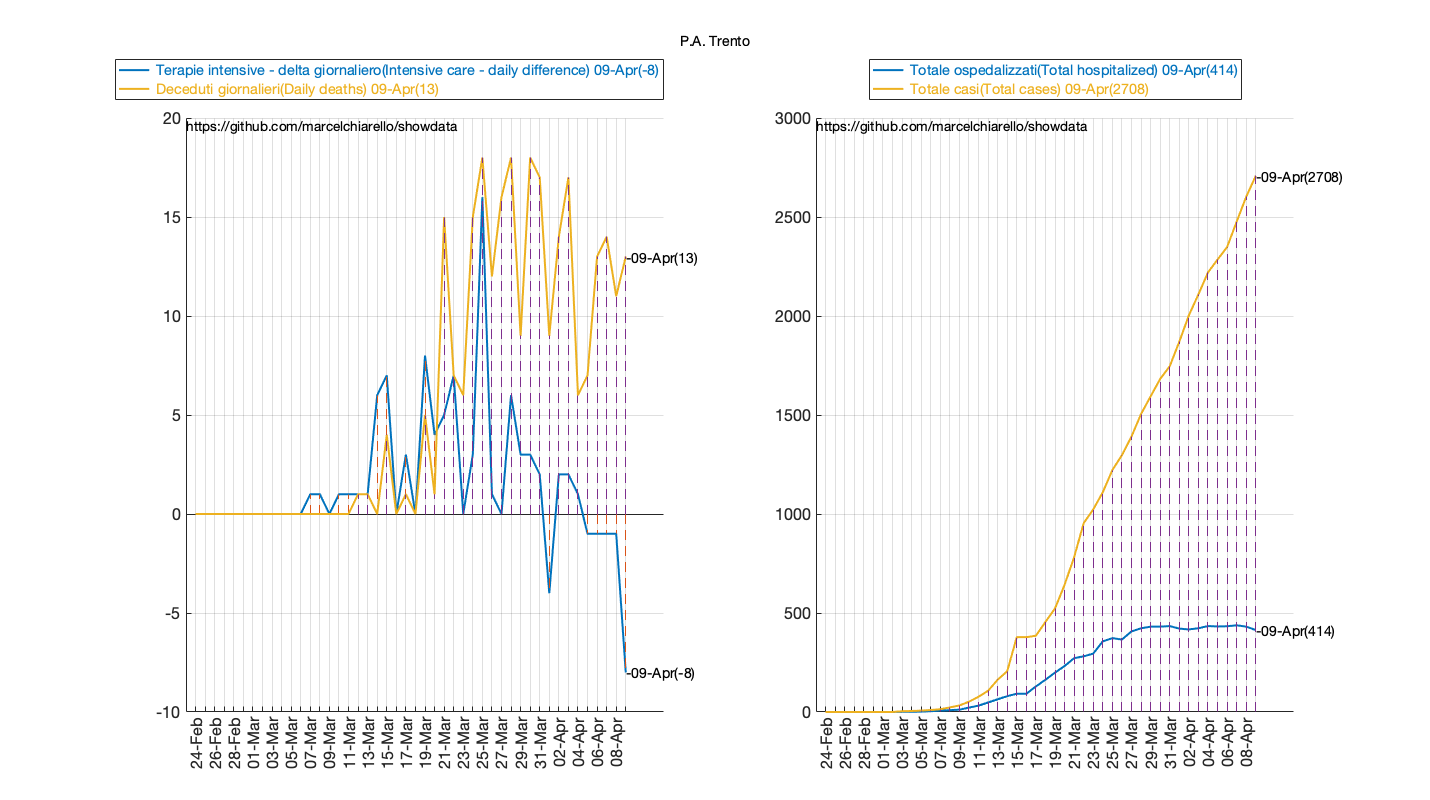 P.A. Trento
Terapie intensive - delta giornaliero(Intensive care - daily difference) 09-Apr(-8)
Deceduti giornalieri(Daily deaths) 09-Apr(13)
20
https://github.com/marcelchiarello/showdata
15
10
5
0
-5
-10
-09-Apr(13)
-09-Apr(-8)
24-Feb
26-Feb
28-Feb
01-Mar
03-Mar
05-Mar
07-Mar
09-Mar
11-Mar
13-Mar
15-Mar
17-Mar
19-Mar
21-Mar
23-Mar
25-Mar
27-Mar
29-Mar
31-Mar
02-Apr
04-Apr
06-Apr
08-Apr
Totale ospedalizzati(Total hospitalized) 09-Apr(414)
Totale casi(Total cases) 09-Apr(2708)
3000
https://github.com/marcelchiarello/showdata
2500
2000
1500
1000
500
0
-09-Apr(2708)
-09-Apr(414)
24-Feb
26-Feb
28-Feb
01-Mar
03-Mar
05-Mar
07-Mar
09-Mar
11-Mar
13-Mar
15-Mar
17-Mar
19-Mar
21-Mar
23-Mar
25-Mar
27-Mar
29-Mar
31-Mar
02-Apr
04-Apr
06-Apr
08-Apr